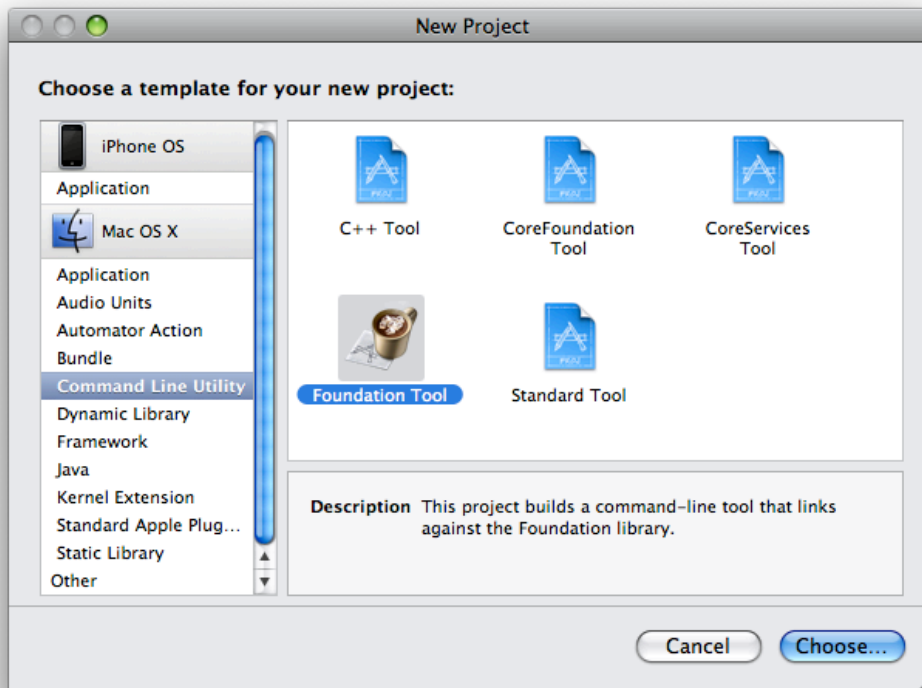 New Project
Choose a template for your new project:
iPhone OS
Application
Mac OS X
Application
Audio Units
Automator Action
Bundle
Command Line Utility
Dynamic Library
Framework
Java
Kernel Extension
Standard Apple Plug...
Static Library
Other
C++ Tool
CoreFoundation
Tool
CoreServices
Tool
Foundation Tool
Standard Tool
Description This project builds a command-line tool that links
against the Foundation library.
Cancel
Choose...